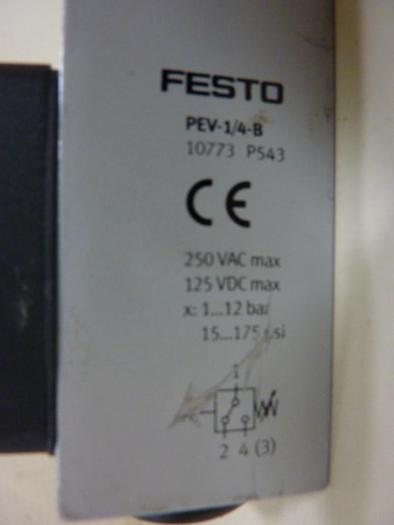 FESTO
PEV-1/4-B
10773 P543
CE
250 VAC max
125 VDC max
x: 1...12 bar
15...175 psi
1
2 4 (3)